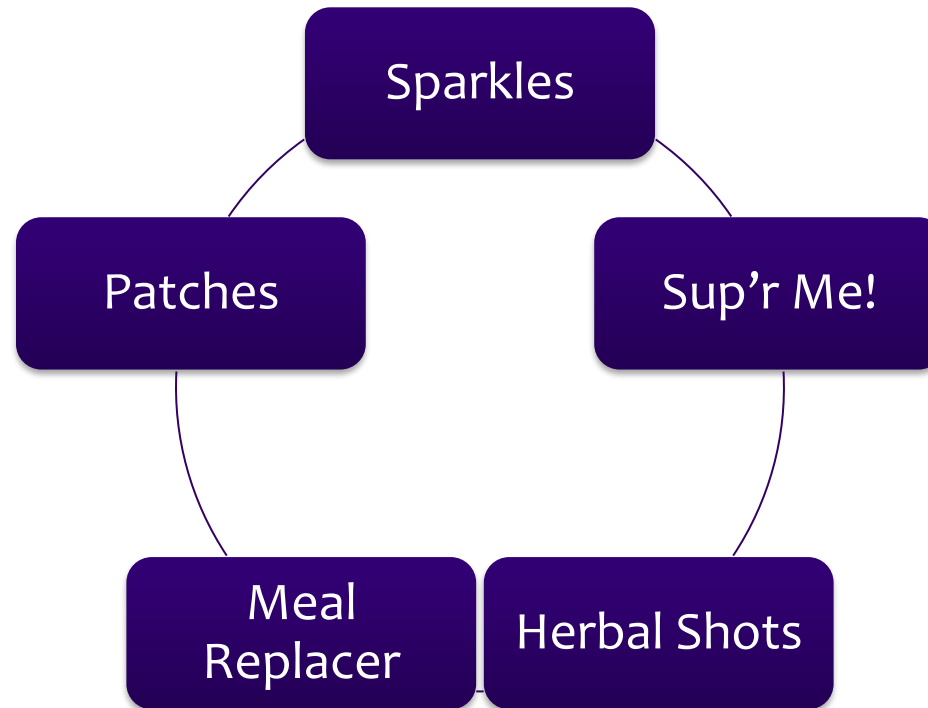 Sparkles
Patches
Sup’r Me!
Meal
Replacer
Herbal Shots